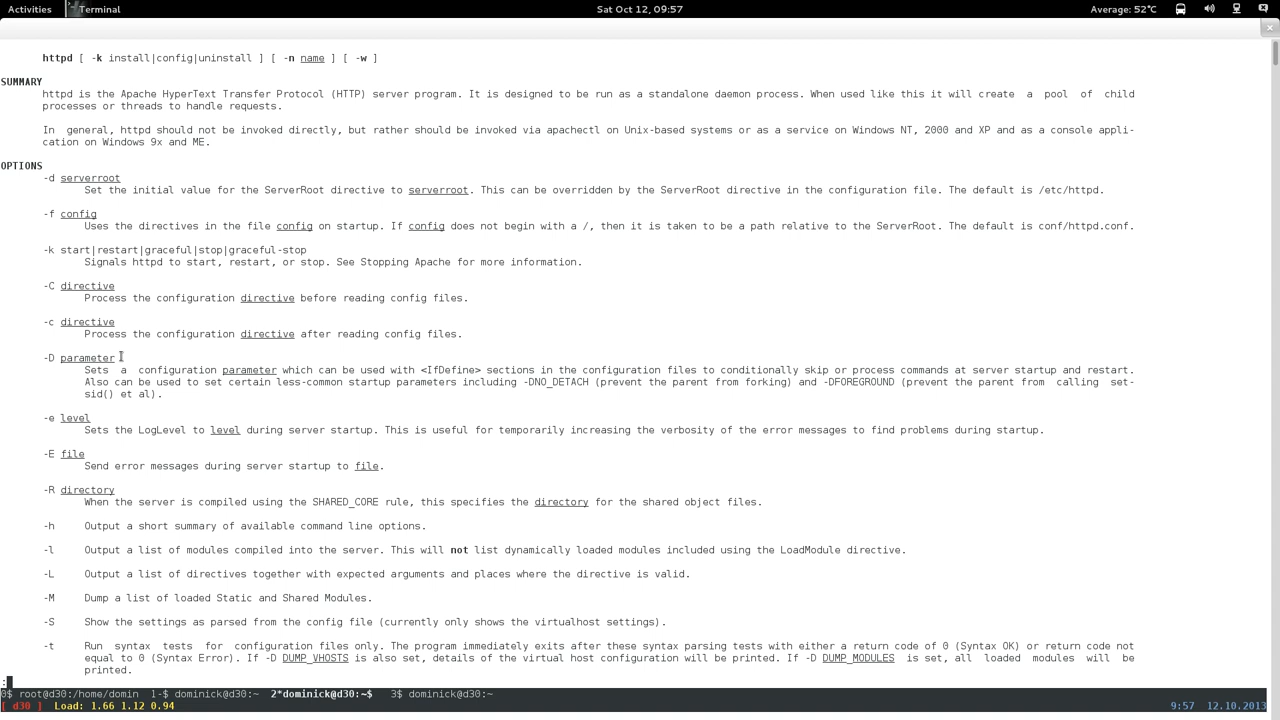 Activities Terminal Sat Oct 12, 09:57 Average: 52°C
httpd [ -k install|config|uninstall ] [ -n name ] [ -w ]
SUMMARY
httpd is the Apache HyperText Transfer Protocol (HTTP) server program. It is designed to be run as a standalone daemon process. When used like this it will create a pool of child
processes or threads to handle requests.
In general, httpd should not be invoked directly, but rather should be invoked via apachectl on Unix-based systems or as a service on Windows NT, 2000 and XP and as a console appli-
cation on Windows 9x and ME.
OPTIONS
-d serverroot
Set the initial value for the ServerRoot directive to serverroot. This can be overridden by the ServerRoot directive in the configuration file. The default is /etc/httpd.
-f config
Uses the directives in the file config on startup. If config does not begin with a /, then it is taken to be a path relative to the ServerRoot. The default is conf/httpd.conf.
-k start|restart|graceful|stop|graceful-stop
Signals httpd to start, restart, or stop. See Stopping Apache for more information.
-C directive
Process the configuration directive before reading config files.
-c directive
Process the configuration directive after reading config files.
-D parameter
Sets a configuration parameter which can be used with <IfDefine> sections in the configuration files to conditionally skip or process commands at server startup and restart.
Also can be used to set certain less-common startup parameters including -DNO_DETACH (prevent the parent from forking) and -DFOREGROUND (prevent the parent from calling set-
sid() et al).
-e level
Sets the LogLevel to level during server startup. This is useful for temporarily increasing the verbosity of the error messages to find problems during startup.
-E file
Send error messages during server startup to file.
-R directory
When the server is compiled using the SHARED_CORE rule, this specifies the directory for the shared object files.
-h Output a short summary of available command line options.
-l Output a list of modules compiled into the server. This will not list dynamically loaded modules included using the LoadModule directive.
-L Output a list of directives together with expected arguments and places where the directive is valid.
-M Dump a list of loaded Static and Shared Modules.
-S Show the settings as parsed from the config file (currently only shows the virtualhost settings).
-t Run syntax tests for configuration files only. The program immediately exits after these syntax parsing tests with either a return code of 0 (Syntax OK) or return code not
equal to 0 (Syntax Error). If -D DUMP_VHOSTS is also set, details of the virtual host configuration will be printed. If -D DUMP_MODULES is set, all loaded modules will be
printed.
:
0$ root@d30:/home/domin 1-$ dominick@d30:~ 2*dominick@d30:~$ 3$ dominick@d30:~
[ d30 ] Load: 1.66 1.12 0.94 9:57 12.10.2013